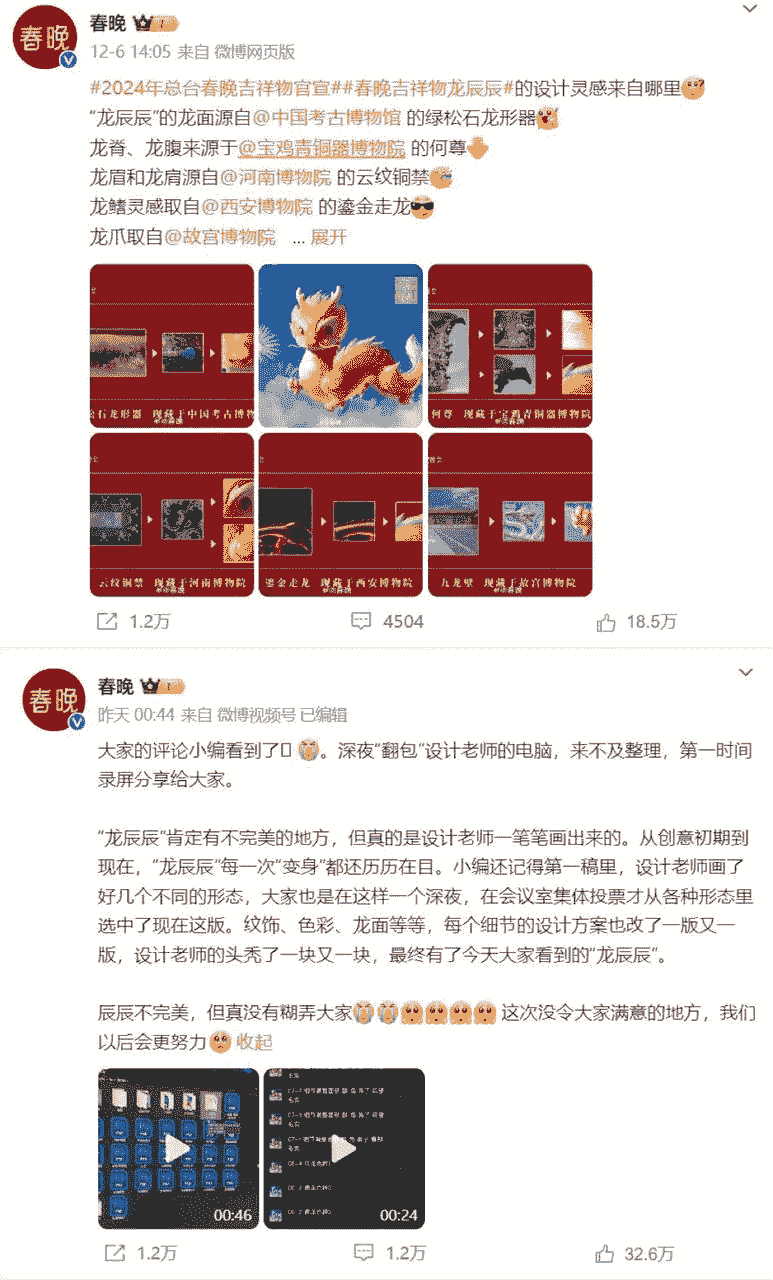 春晚
春晚
12-6 14:05 来自 微博网页版
#2024年总台春晚吉祥物官宣##春晚吉祥物龙辰辰#的设计灵感来自哪里
“龙辰辰”的龙面源自@中国考古博物馆 的绿松石龙形器
龙脊、龙腹来源于@宝鸡青铜器博物院 的何尊
龙眉和龙肩源自@河南博物院 的云纹铜禁
龙鳍灵感取自@西安博物院 的鎏金走龙
龙爪取自@故宫博物院 ... 展开
松石龙形器 现藏于中国考古博物
何尊 现藏于宝鸡青铜器博物院
云纹铜禁 现藏于河南博物院
鎏金走龙 现藏于西安博物院
九龙壁 现藏于故宫博物院
1.2万 4504 18.5万
春晚
春晚
昨天 00:44 来自 微博视频号 已编辑
大家的评论小编看到了。深夜“翻包”设计老师的电脑，来不及整理，第一时间
录屏分享给大家。
“龙辰辰”肯定有不完美的地方，但真的是设计老师一笔笔画出来的。从创意初期到
现在，“龙辰辰”每一次“变身”都还历历在目。小编还记得第一稿里，设计老师画了
好几个不同的形态，大家也是在这样一个深夜，在会议室集体投票才从各种形态里
选中了现在这版。纹饰、色彩、龙面等等，每个细节的设计方案也改了一版又一
版，设计老师的头秃了一块又一块，最终有了今天大家看到的“龙辰辰”。
辰辰不完美，但真没有糊弄大家 这次没令大家满意的地方，我们
以后会更努力 收起
00:46 00:24
1.2万 1.2万 32.6万